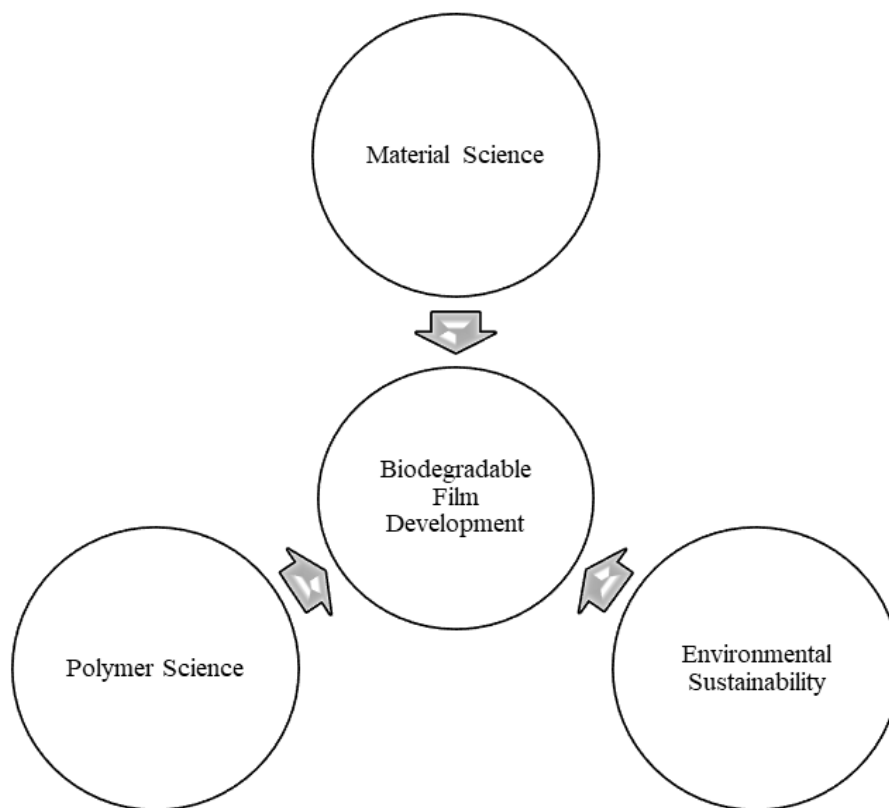 Material Science
Biodegradable
Film
Development
Polymer Science
Environmental
Sustainability